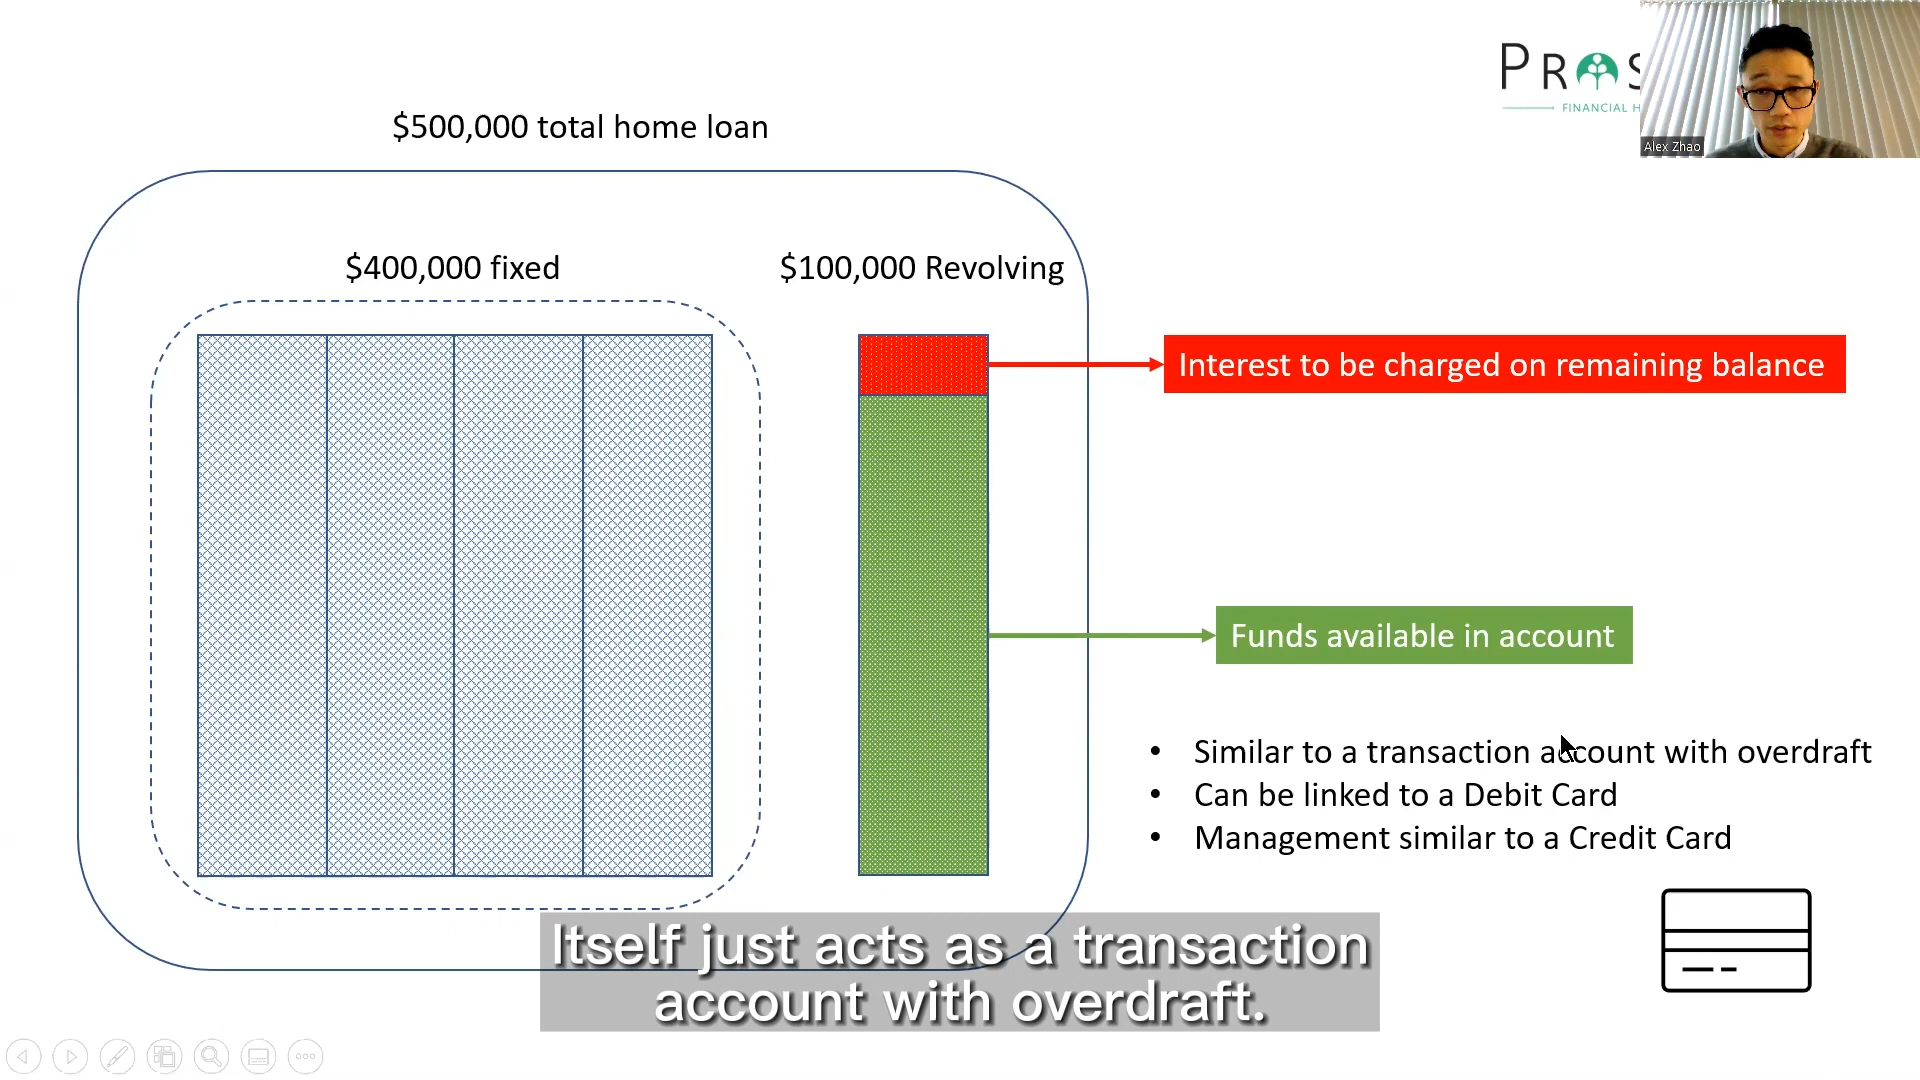 $500,000 total home loan
FINANCIAL
Alex Zhao
$400,000 fixed
$100,000 Revolving
Interest to be charged on remaining balance
Funds available in account
• Similar to a transaction account with overdraft
• Can be linked to a Debit Card
• Management similar to a Credit Card
Itself just acts as a transaction
account with overdraft.